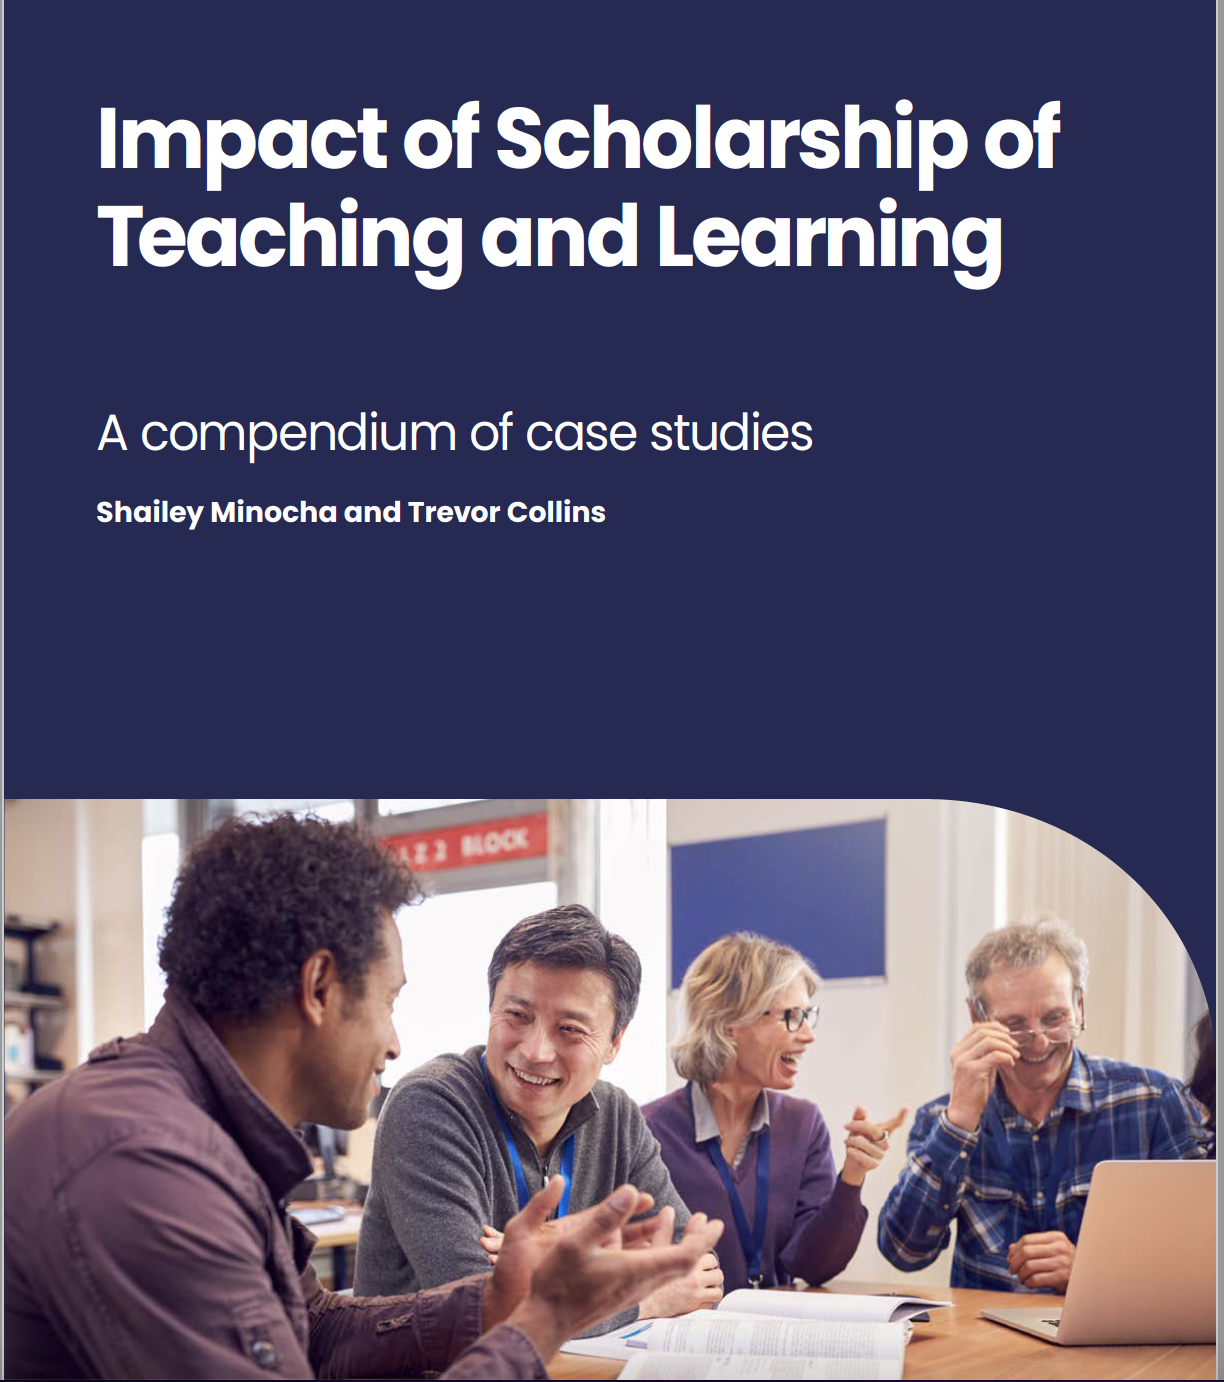 Impact of Scholarship of
Teaching and Learning
A compendium of case studies
Shailey Minocha and Trevor Collins
BLOCK